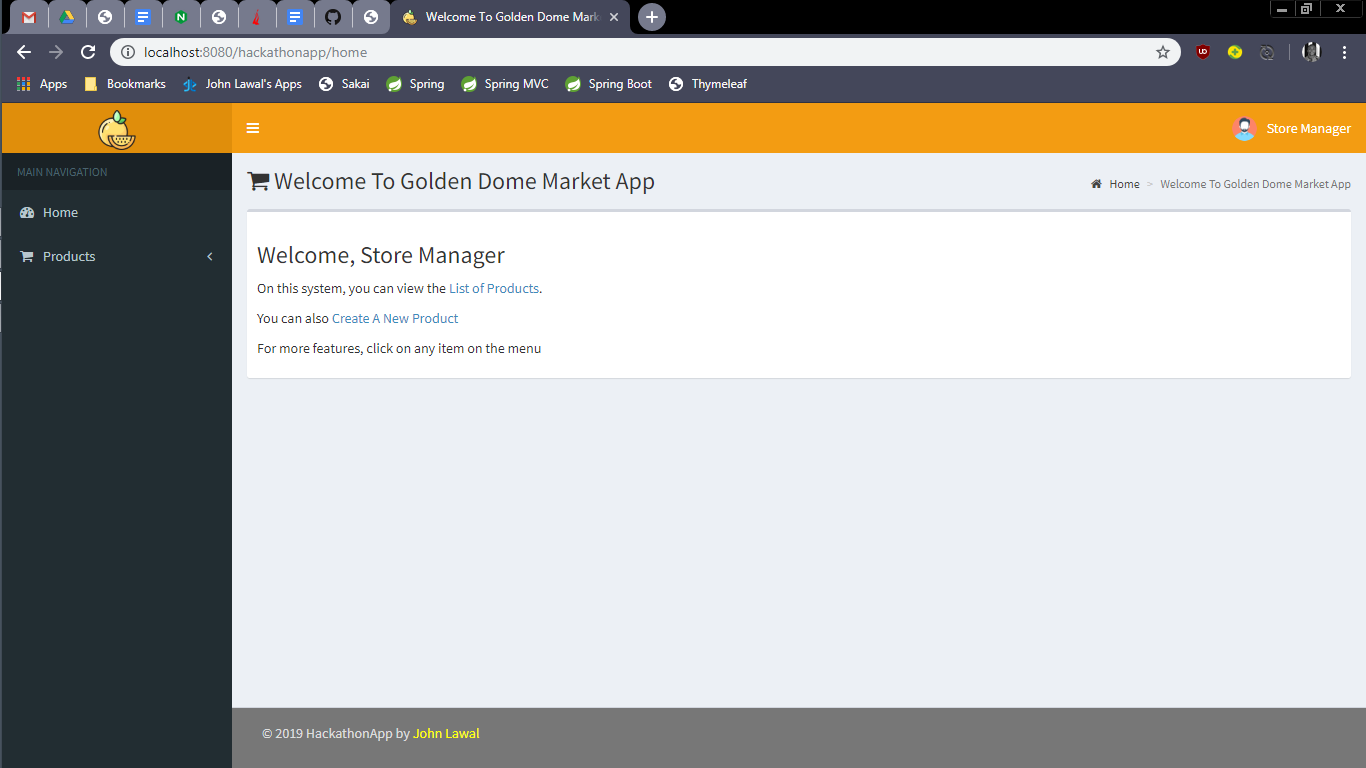 Welcome To Golden Dome Mark
localhost:8080/hackathonapp/home
Apps Bookmarks John Lawal's Apps Sakai Spring Spring MVC Spring Boot Thymeleaf
Store Manager
MAIN NAVIGATION
Home
Products
Welcome To Golden Dome Market App
Home > Welcome To Golden Dome Market App
Welcome, Store Manager
On this system, you can view the List of Products.
You can also Create A New Product
For more features, click on any item on the menu
© 2019 HackathonApp by John Lawal